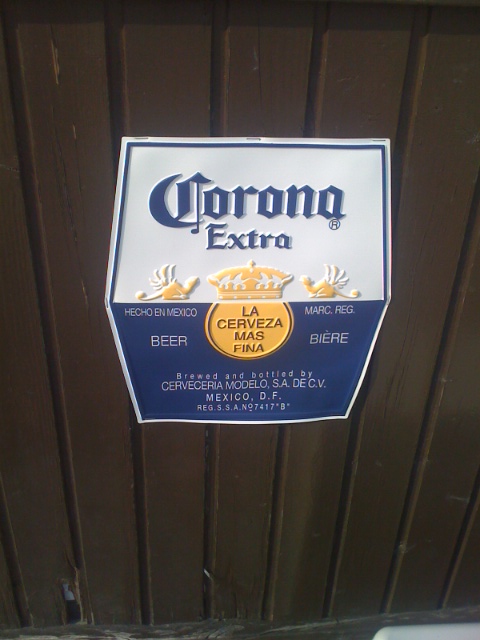 Corona
Extra
®
HECHO EN MEXICO
MARC. REG.
LA
CERVEZA
MAS
FINA
BEER
BIÈRE
Brewed and bottled by
CERVECERIA MODELO, S.A. DE C.V.
MEXICO, D.F.
REG. S.S.A. Nº 7417 "B"